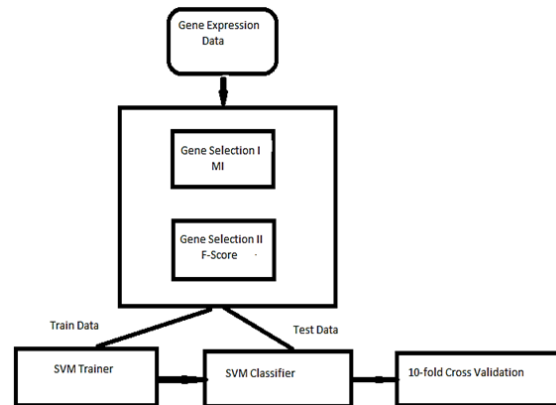 Gene Expression
Data
Gene Selection I
MI
Gene Selection II
F-Score
Train Data
Test Data
SVM Trainer
SVM Classifier
10-fold Cross Validation